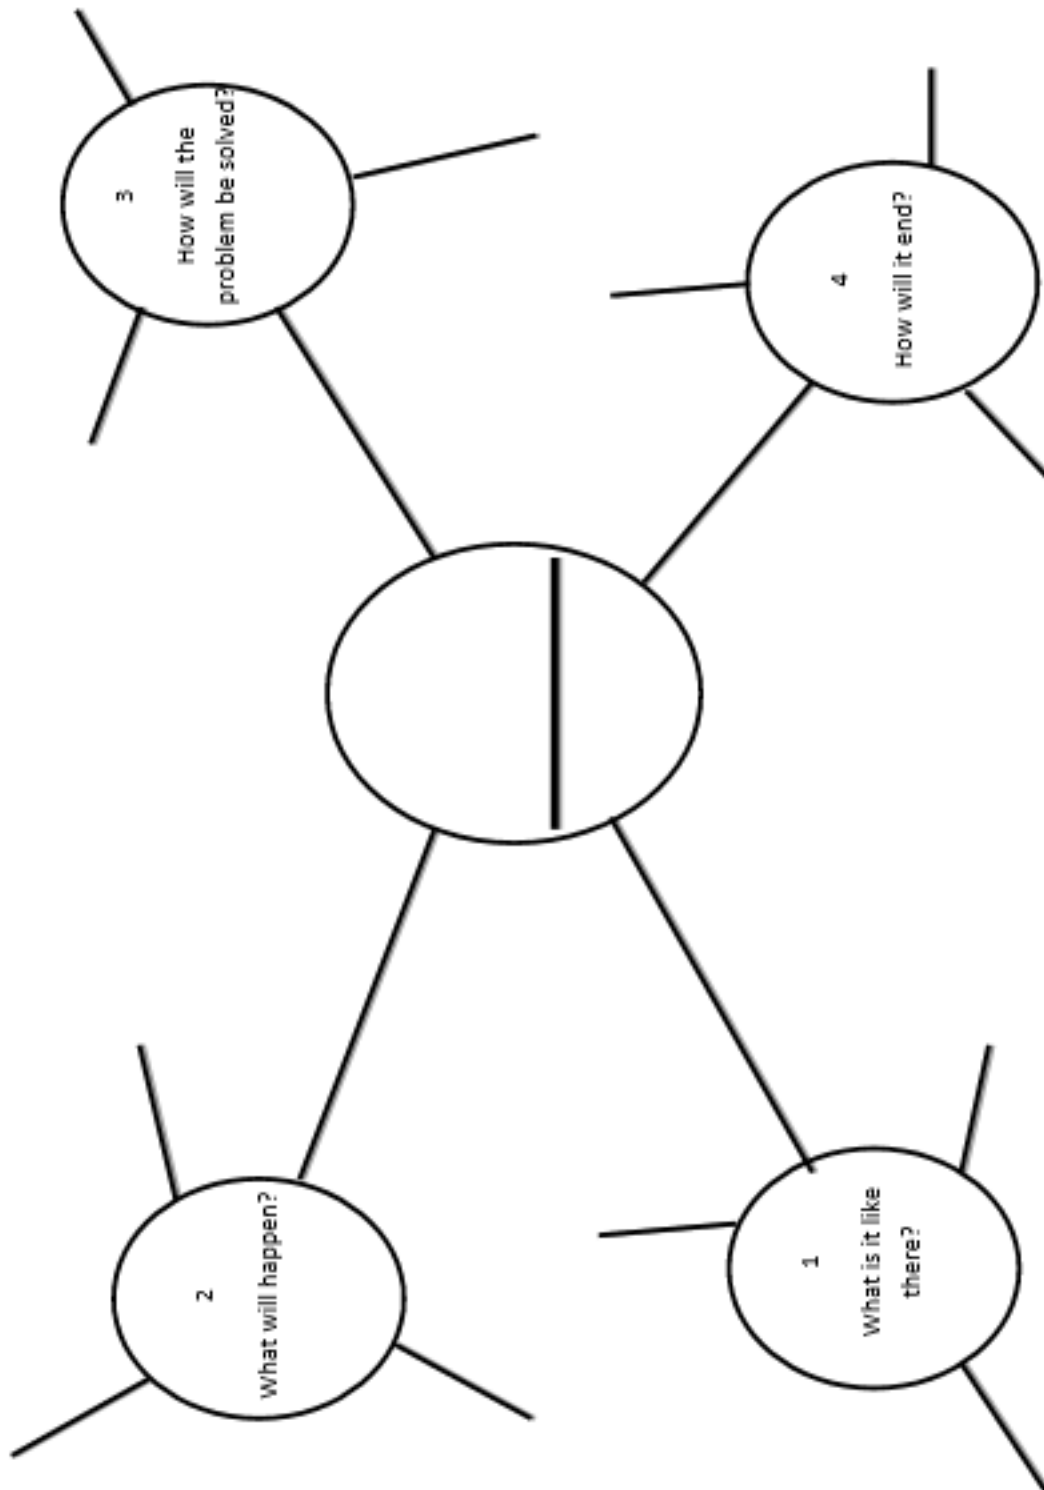 1
What is it like
there?
2
What will happen?
3
How will the
problem be solved?
4
How will it end?